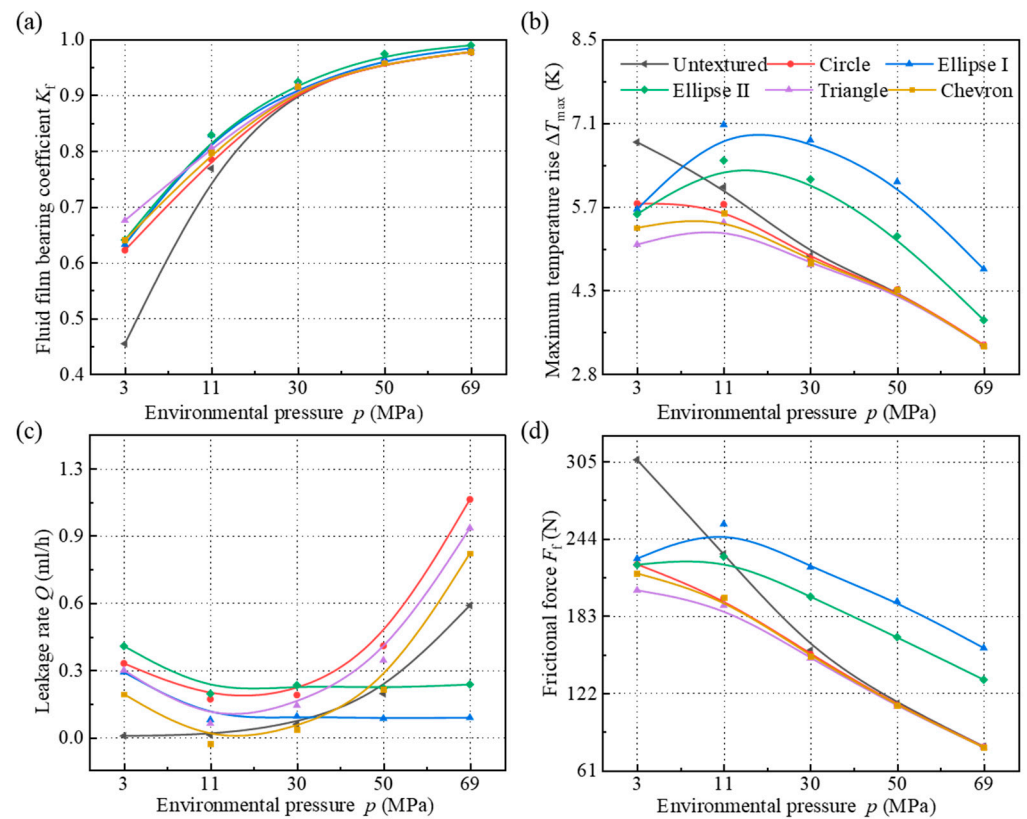 (a)
Fluid film bearing coefficient Kf
1.0
0.9
0.8
0.7
0.6
0.5
0.4
3 11 30 50 69
Environmental pressure p (MPa)
(b)
Maximum temperature rise ΔTmax (K)
8.5
7.1
5.7
4.3
2.8
Untextured Circle Ellipse I
Ellipse II Triangle Chevron
3 11 30 50 69
Environmental pressure p (MPa)
(c)
Leakage rate Q (ml/h)
1.3
0.9
0.6
0.3
0.0
3 11 30 50 69
Environmental pressure p (MPa)
(d)
Frictional force Ff (N)
305
244
183
122
61
3 11 30 50 69
Environmental pressure p (MPa)